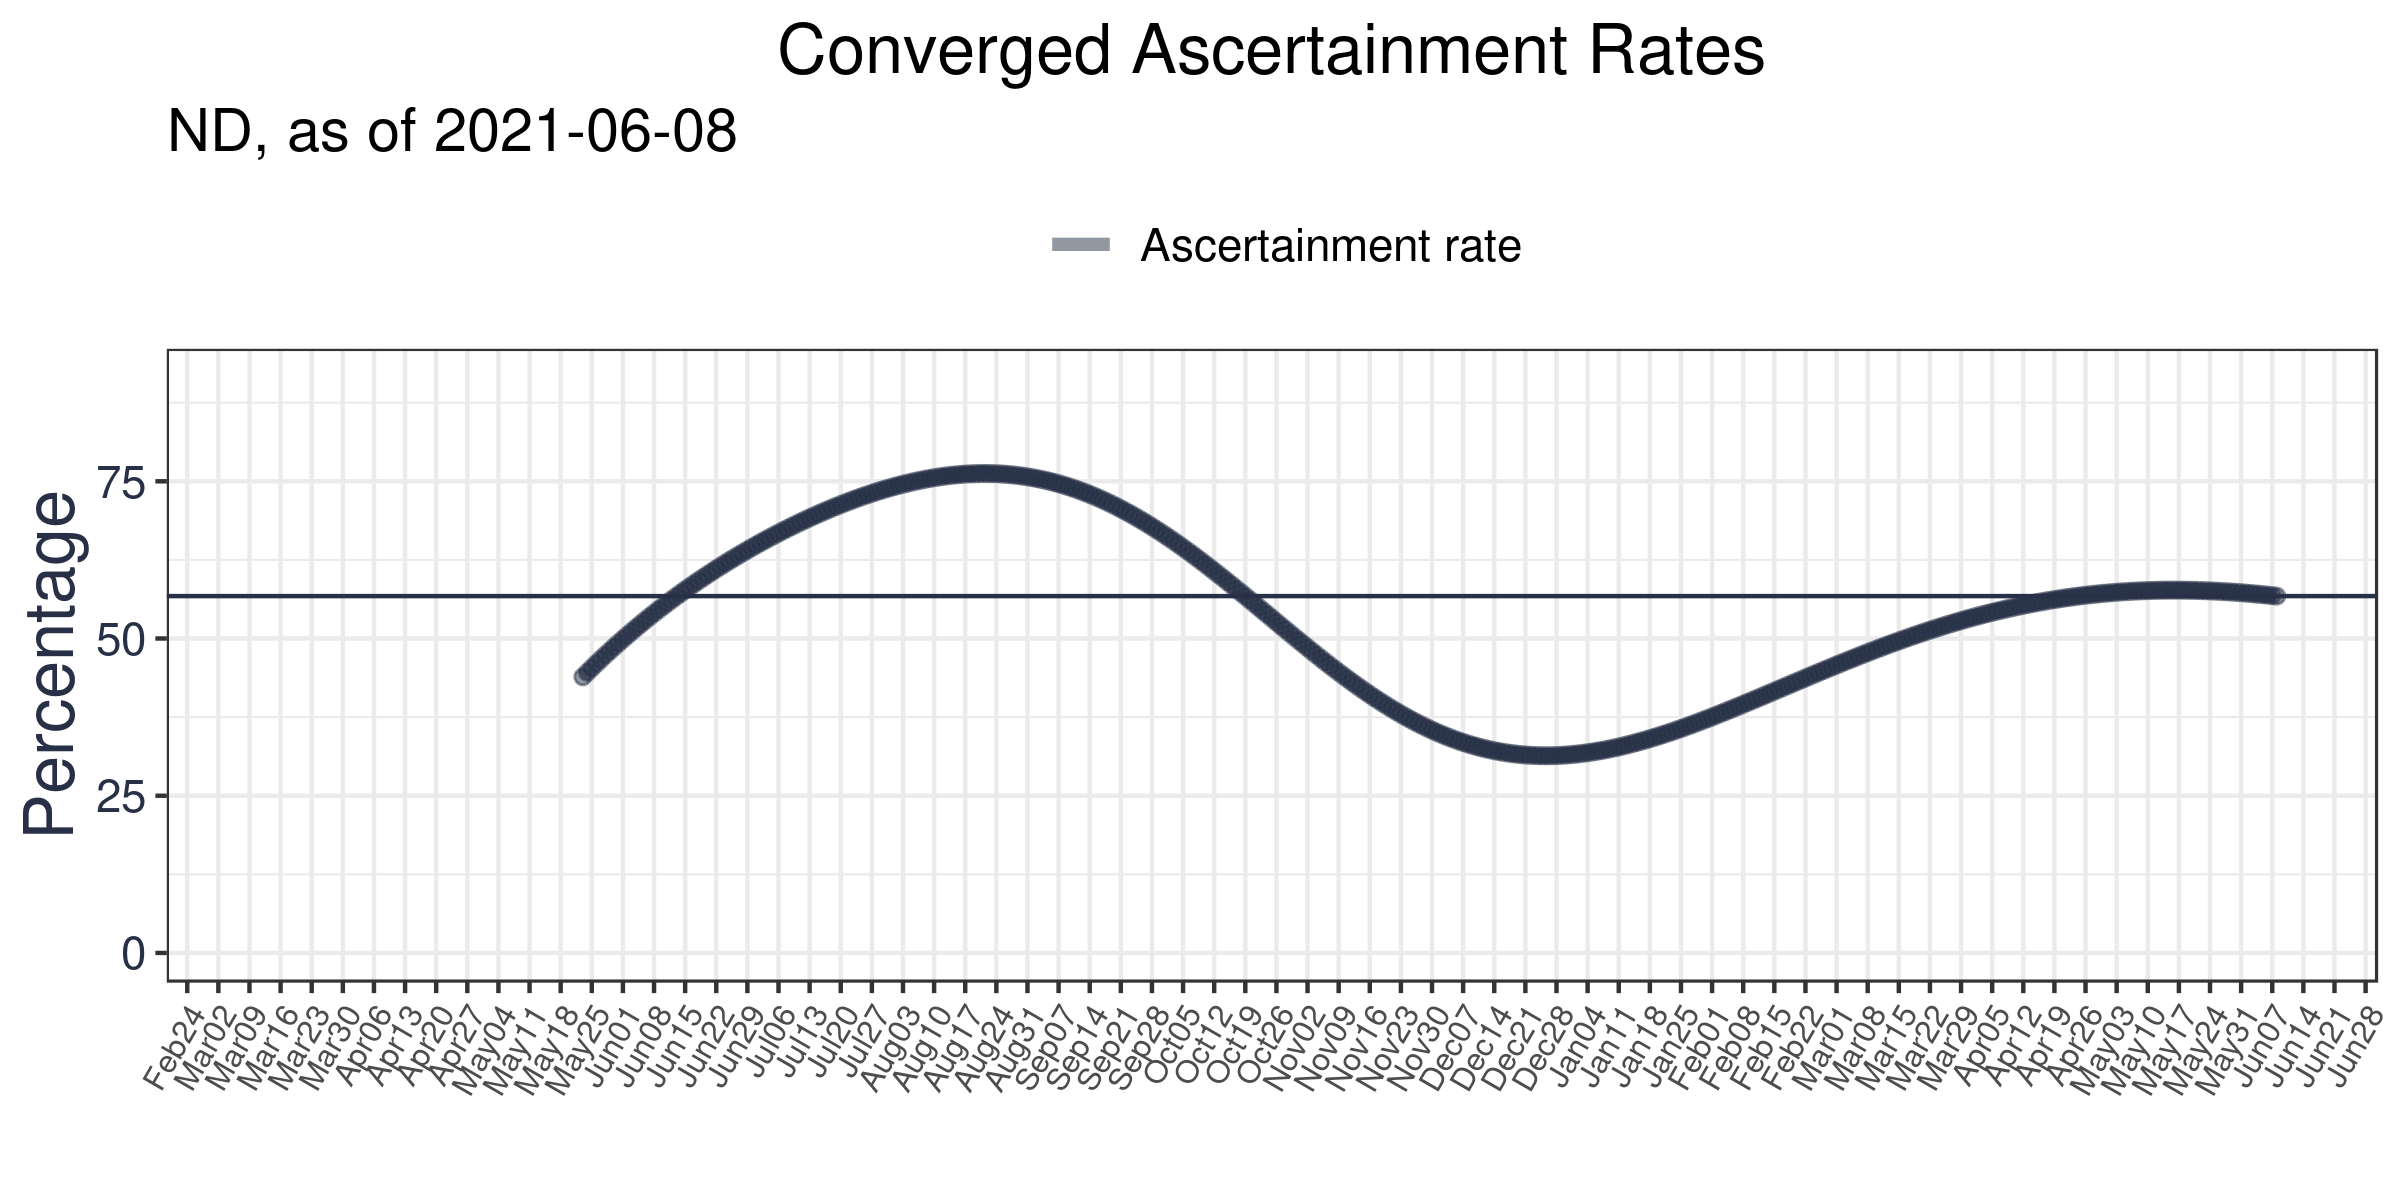 Converged Ascertainment Rates
ND, as of 2021-06-08
Ascertainment rate
Percentage
75
50
25
0
Feb24
Mar02
Mar09
Mar16
Mar23
Mar30
Apr06
Apr13
Apr20
Apr27
May04
May11
May18
May25
Jun01
Jun08
Jun15
Jun22
Jun29
Jul06
Jul13
Jul20
Jul27
Aug03
Aug10
Aug17
Aug24
Aug31
Sep07
Sep14
Sep21
Sep28
Oct05
Oct12
Oct19
Oct26
Nov02
Nov09
Nov16
Nov23
Nov30
Dec07
Dec14
Dec21
Dec28
Jan04
Jan11
Jan18
Jan25
Feb01
Feb08
Feb15
Feb22
Mar01
Mar08
Mar15
Mar22
Mar29
Apr05
Apr12
Apr19
Apr26
May03
May10
May17
May24
May31
Jun07
Jun14
Jun21
Jun28